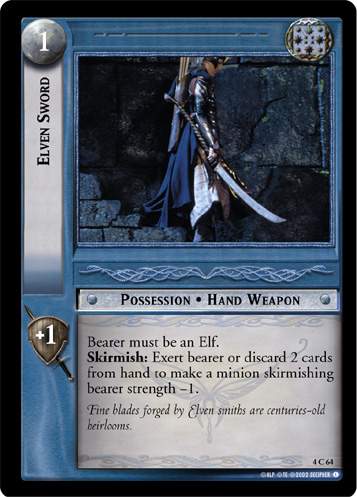 1
ELVEN SWORD
POSSESSION • HAND WEAPON
+1
Bearer must be an Elf.
Skirmish: Exert bearer or discard 2 cards
from hand to make a minion skirmishing
bearer strength –1.
Fine blades forged by Elven smiths are centuries-old
heirlooms.
4 C 64
©NLP ™TE ©2002 DECIPHER